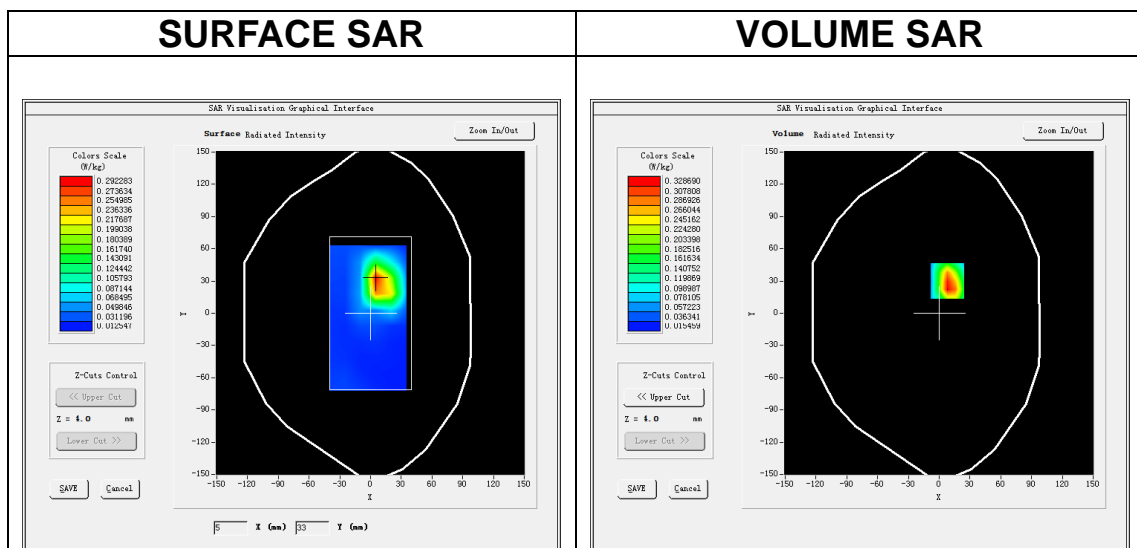 SURFACE SAR
VOLUME SAR
SAR Visualisation Graphical Interface
Surface Radiated Intensity
Zoom In/Out
Colors Scale
(W/kg)
0.292283
0.273634
0.254985
0.236336
0.217687
0.199038
0.180389
0.161740
0.143091
0.124442
0.105793
0.087144
0.068495
0.049846
0.031196
0.012547
150
120
90
60
30
0
-30
-60
-90
-120
-150
Y
-150 -120 -90 -60 -30 0 30 60 90 120 150
X
Z-Cuts Control
<< Upper Cut
Z = 4.0 mm
Lower Cut >>
SAVE Cancel
5 X (mm) 33 Y (mm)
SAR Visualisation Graphical Interface
Volume Radiated Intensity
Zoom In/Out
Colors Scale
(W/kg)
0.328690
0.307808
0.286926
0.266044
0.245162
0.224280
0.203398
0.182516
0.161634
0.140752
0.119869
0.098987
0.078105
0.057223
0.036341
0.015459
150
120
90
60
30
0
-30
-60
-90
-120
-150
Y
-150 -120 -90 -60 -30 0 30 60 90 120 150
X
Z-Cuts Control
<< Upper Cut
Z = 4.0 mm
Lower Cut >>
SAVE Cancel